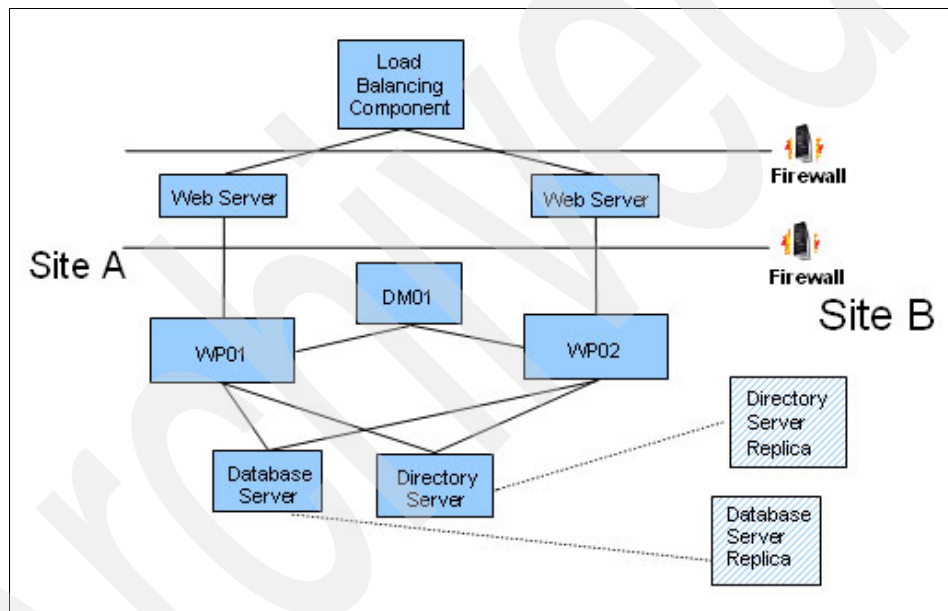 Load
Balancing
Component
Firewall
Web Server
Web Server
Firewall
Site A
Site B
DM01
WP01
WP02
Directory
Server
Replica
Database
Server
Directory
Server
Database
Server
Replica